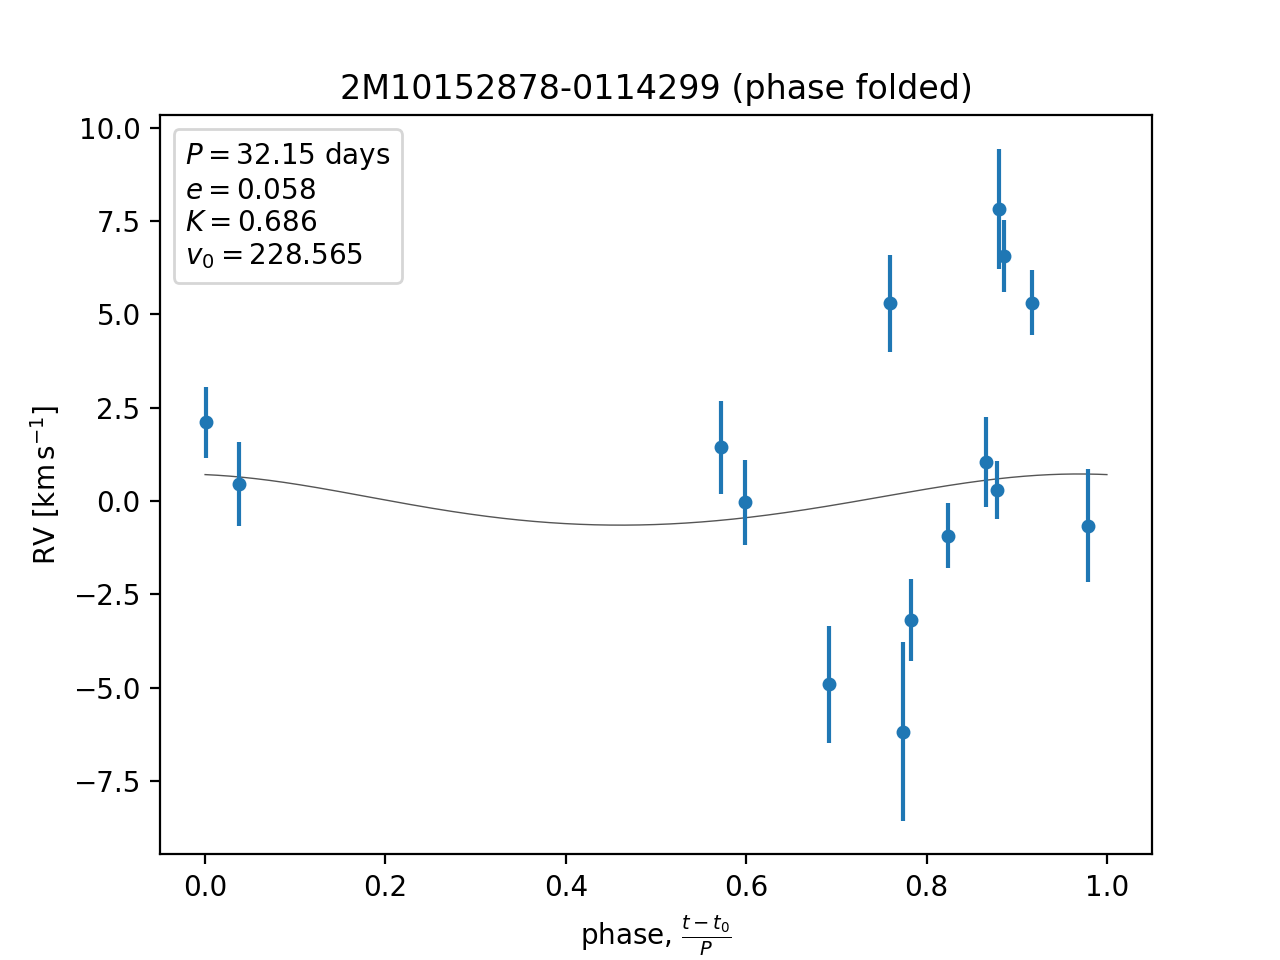 2M10152878-0114299 (phase folded)
P = 32.15 days
e = 0.058
K = 0.686
v₀ = 228.565
10.0
7.5
5.0
2.5
0.0
−2.5
−5.0
−7.5
RV [km s⁻¹]
0.0 0.2 0.4 0.6 0.8 1.0
phase, (t − t₀)/P